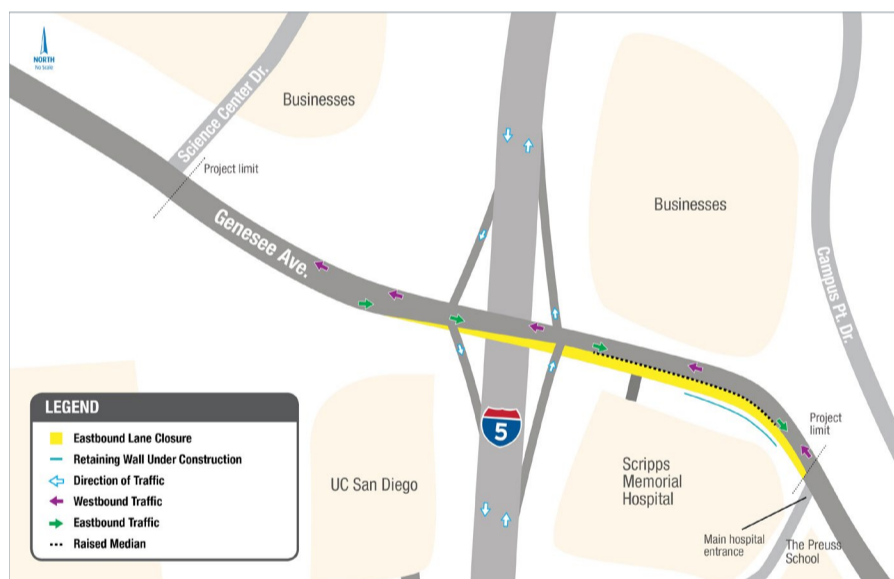 NORTH
No Scale
Science Center Dr.
Businesses
Project limit
Genesee Ave.
Businesses
Campus Pt. Dr.
LEGEND
Eastbound Lane Closure
Retaining Wall Under Construction
Direction of Traffic
Westbound Traffic
Eastbound Traffic
Raised Median
5
UC San Diego
Scripps
Memorial
Hospital
Project
limit
Main hospital
entrance
The Preuss
School